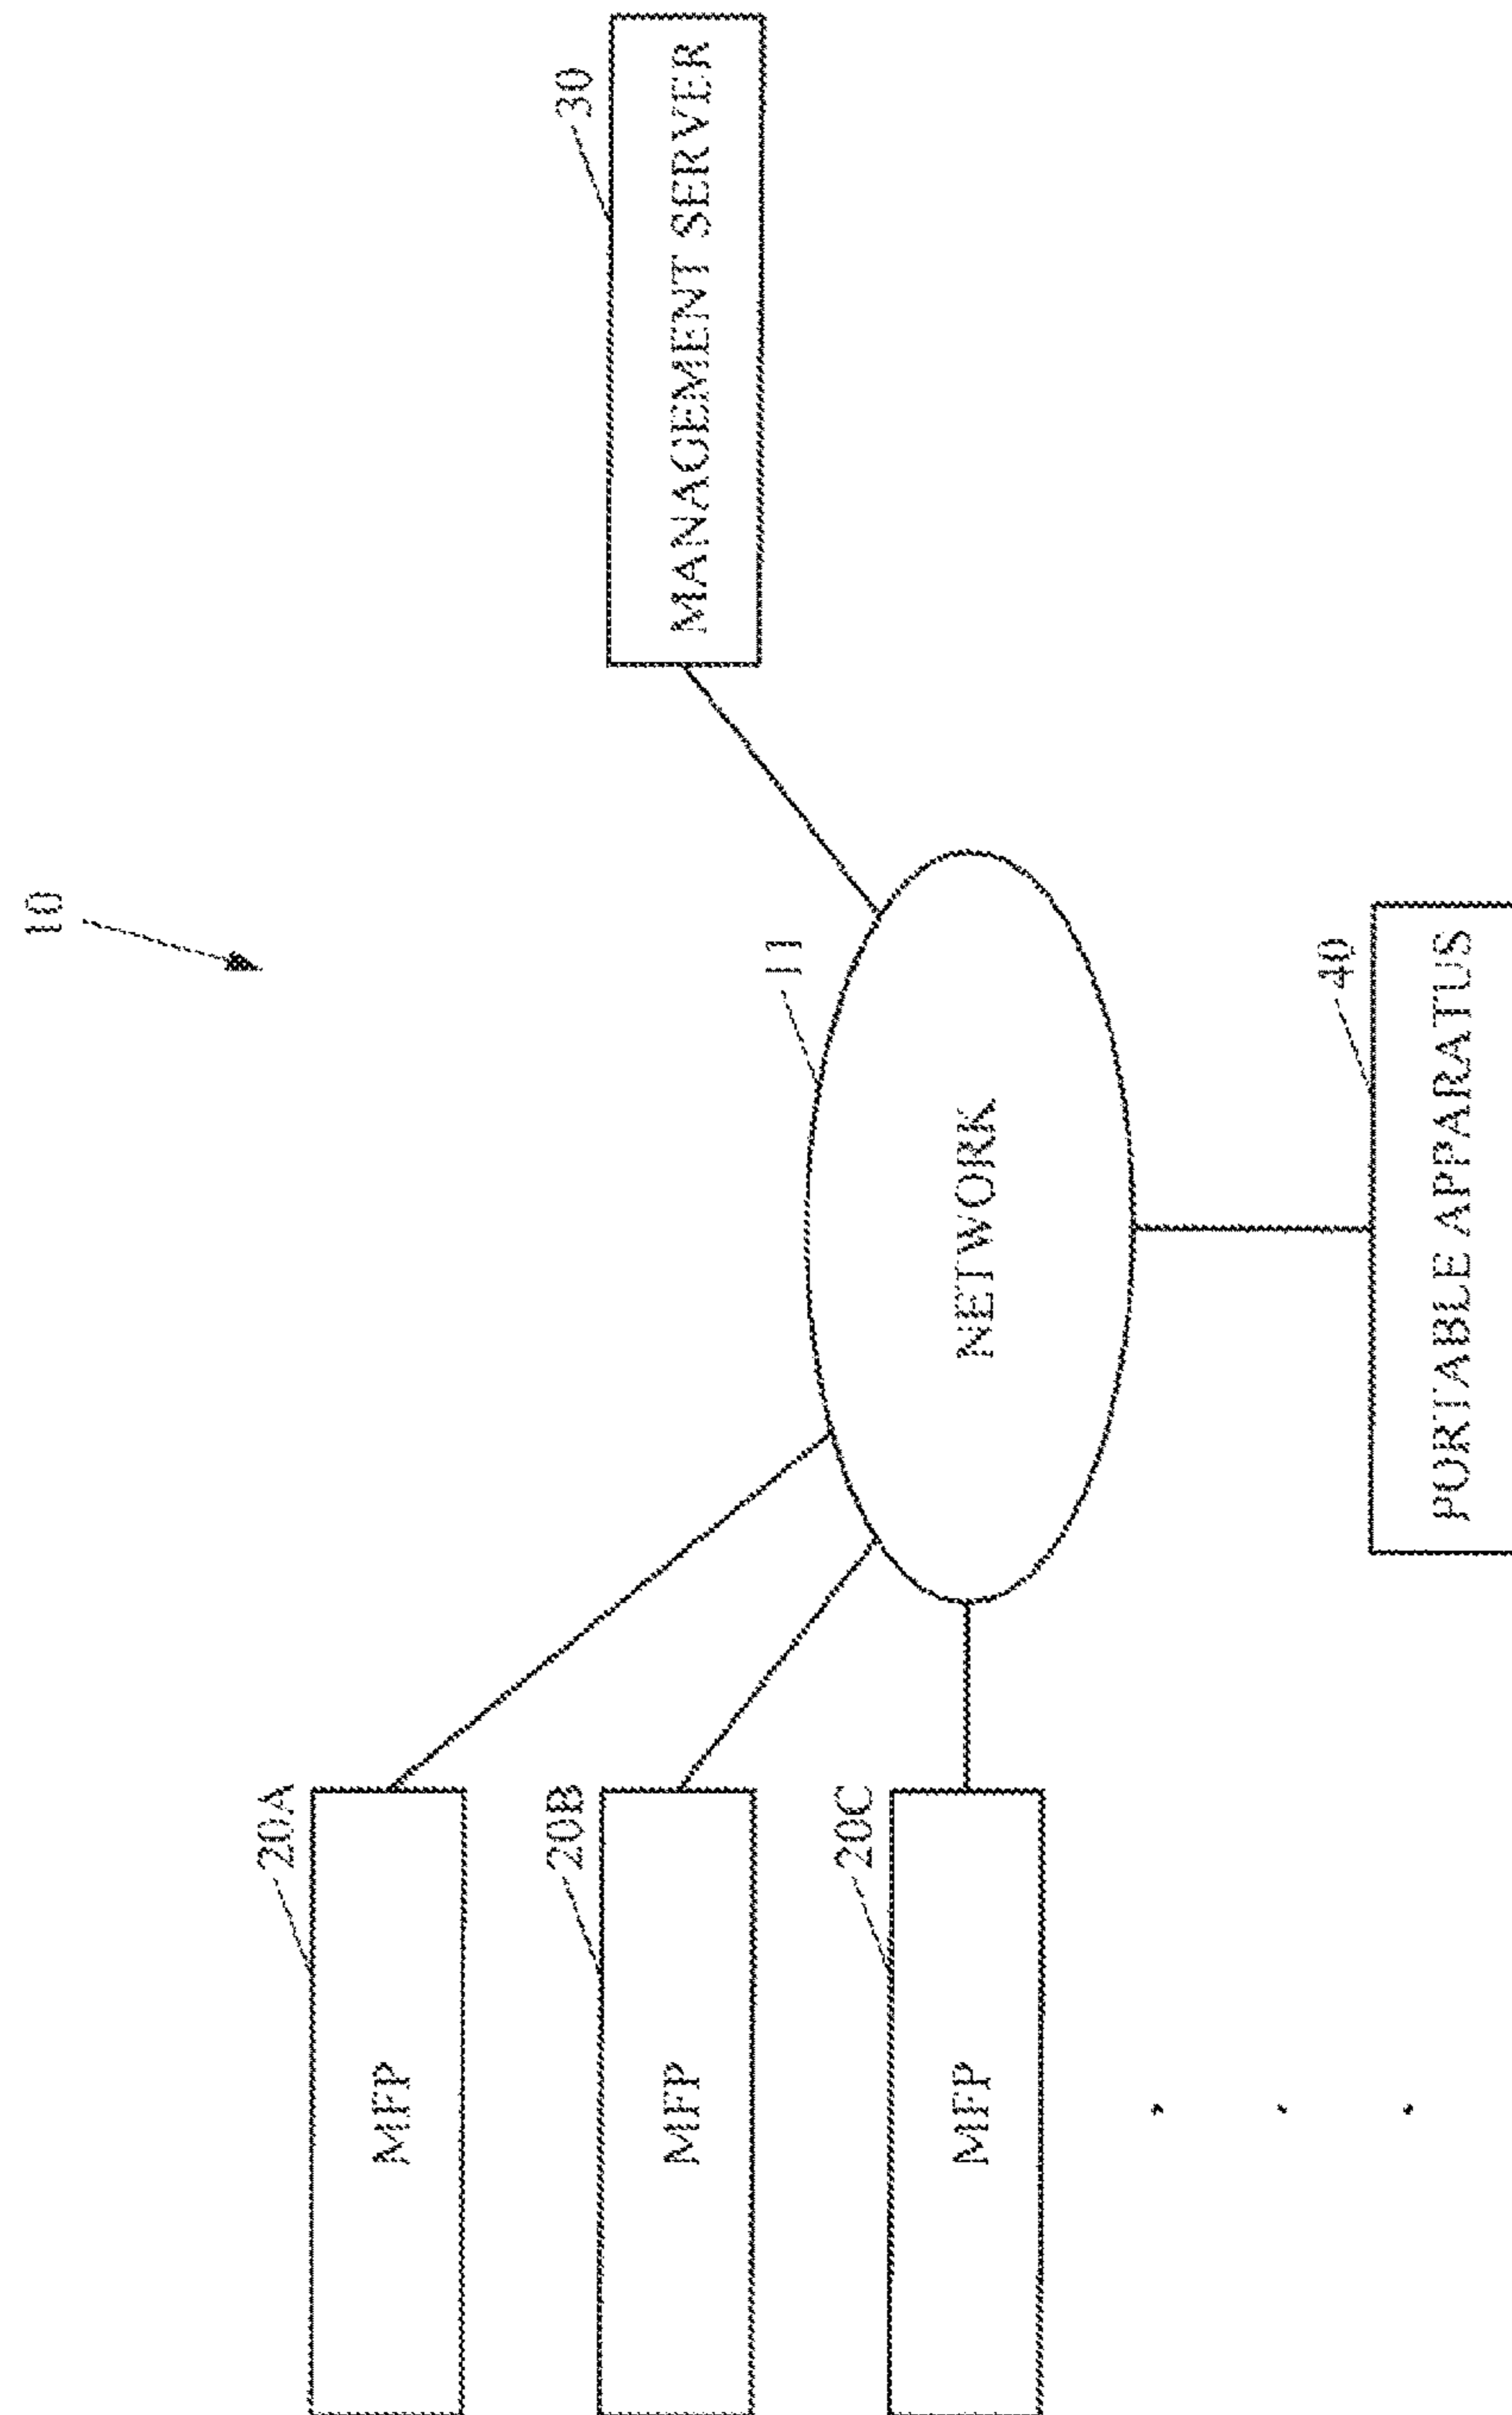 10
20A
MFP
20B
MFP
20C
MFP
11
NETWORK
30
MANAGEMENT SERVER
40
PORTABLE APPARATUS